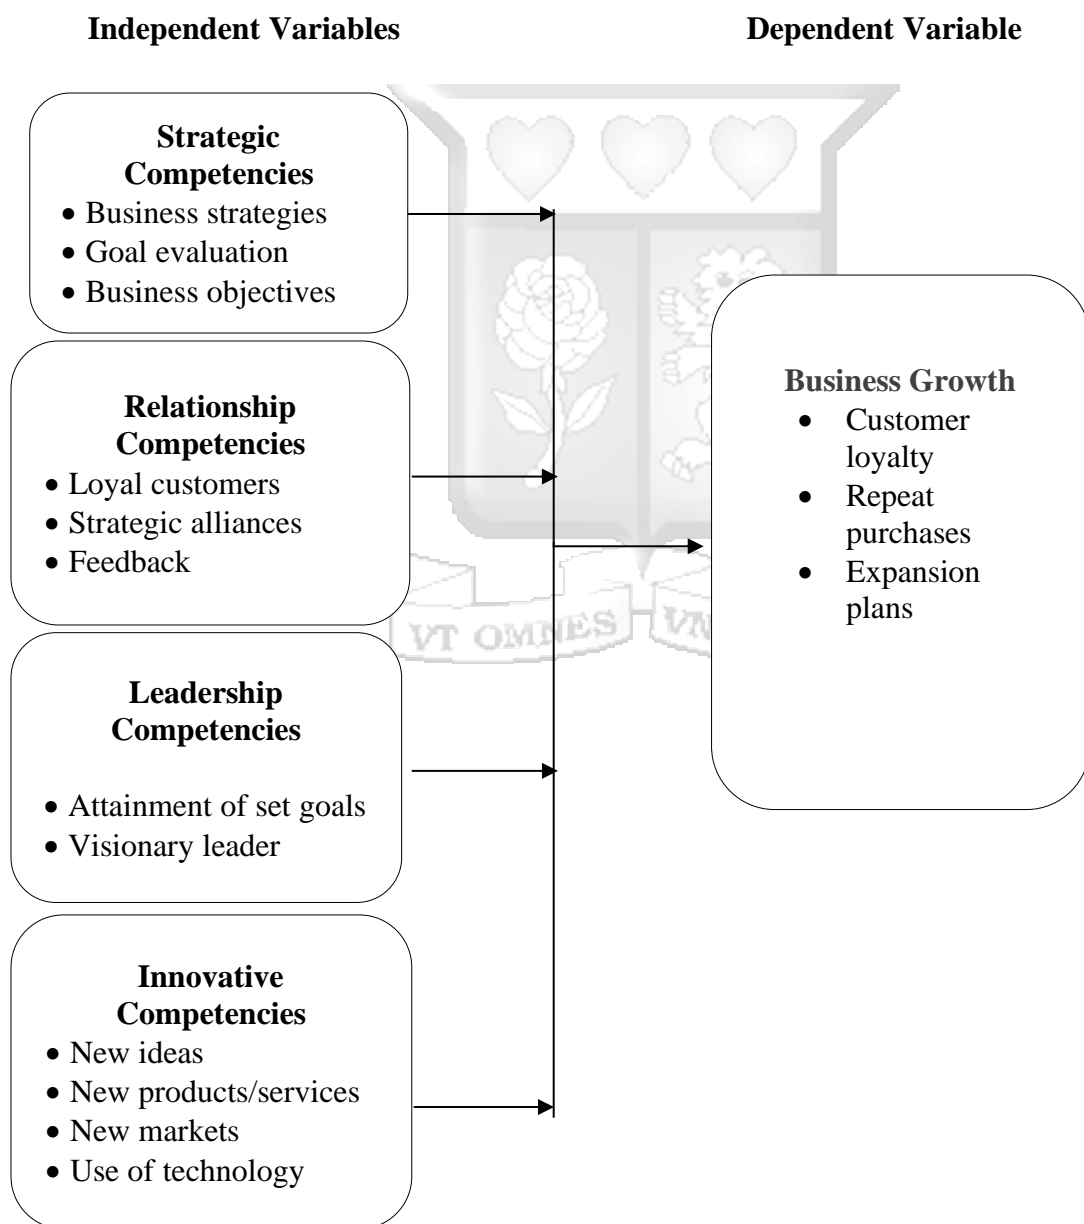 Independent Variables
Dependent Variable
Strategic
Competencies
• Business strategies
• Goal evaluation
• Business objectives
Relationship
Competencies
• Loyal customers
• Strategic alliances
• Feedback
Leadership
Competencies
• Attainment of set goals
• Visionary leader
Innovative
Competencies
• New ideas
• New products/services
• New markets
• Use of technology
Business Growth
• Customer
loyalty
• Repeat
purchases
• Expansion
plans
VT OMNES